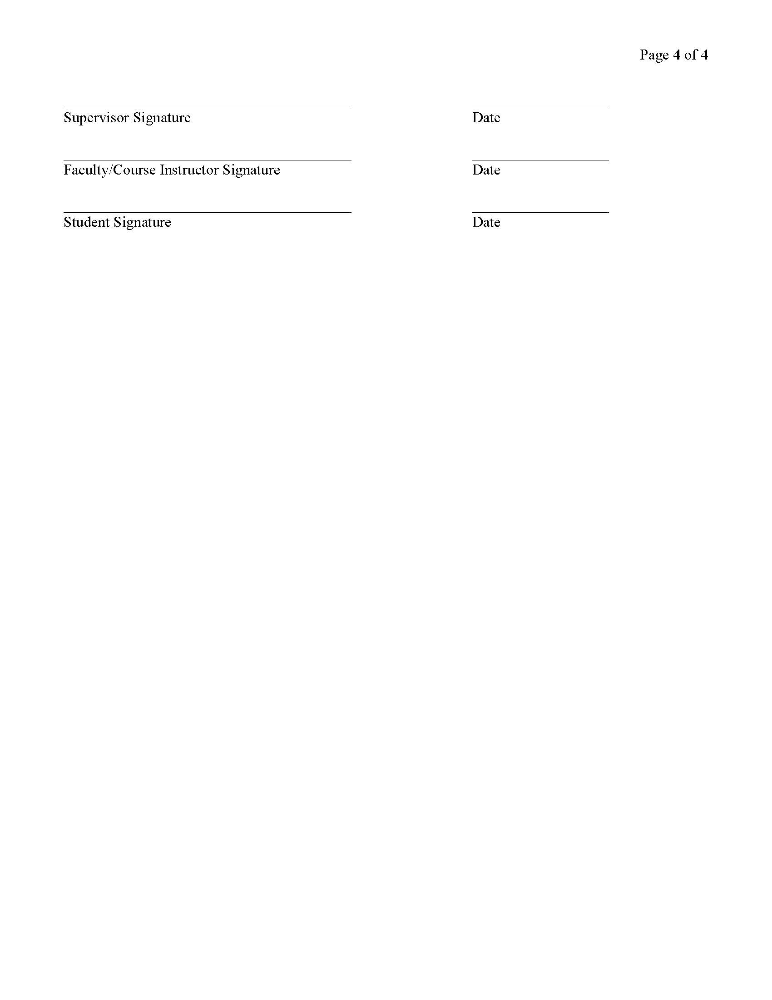 Page 4 of 4
Supervisor Signature Date
Faculty/Course Instructor Signature Date
Student Signature Date